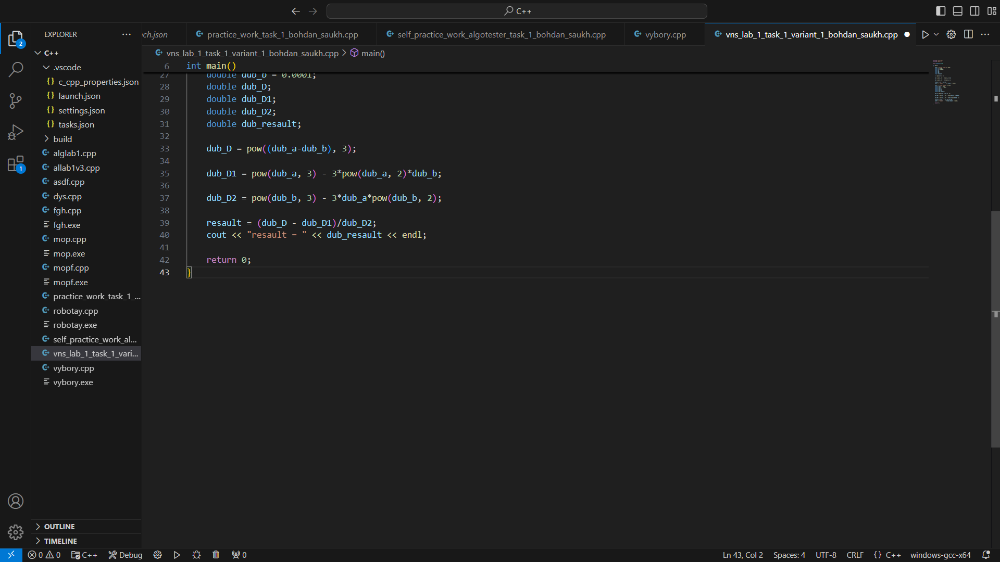 C++
EXPLORER
ch.json
practice_work_task_1_bohdan_saukh.cpp
self_practice_work_algotester_task_1_bohdan_saukh.cpp
vybory.cpp
vns_lab_1_task_1_variant_1_bohdan_saukh.cpp
vns_lab_1_task_1_variant_1_bohdan_saukh.cpp > main()
2
1
C++
.vscode
{} c_cpp_properties.json
{} launch.json
{} settings.json
{} tasks.json
build
alglab1.cpp
allab1v3.cpp
asdf.cpp
dys.cpp
fgh.cpp
fgh.exe
mop.cpp
mop.exe
mopf.cpp
mopf.exe
practice_work_task_1_...
robotay.cpp
robotay.exe
self_practice_work_al...
vns_lab_1_task_1_vari...
vybory.cpp
vybory.exe
OUTLINE
TIMELINE
6 int main()
27 double dub_b = 0.0001;
28 double dub_D;
29 double dub_D1;
30 double dub_D2;
31 double dub_resault;
32
33 dub_D = pow((dub_a-dub_b), 3);
34
35 dub_D1 = pow(dub_a, 3) - 3*pow(dub_a, 2)*dub_b;
36
37 dub_D2 = pow(dub_b, 3) - 3*dub_a*pow(dub_b, 2);
38
39 resault = (dub_D - dub_D1)/dub_D2;
40 cout << "resault = " << dub_resault << endl;
41
42 return 0;
43 }
0 0 C++ Debug 0 Ln 43, Col 2 Spaces: 4 UTF-8 CRLF {} C++ windows-gcc-x64